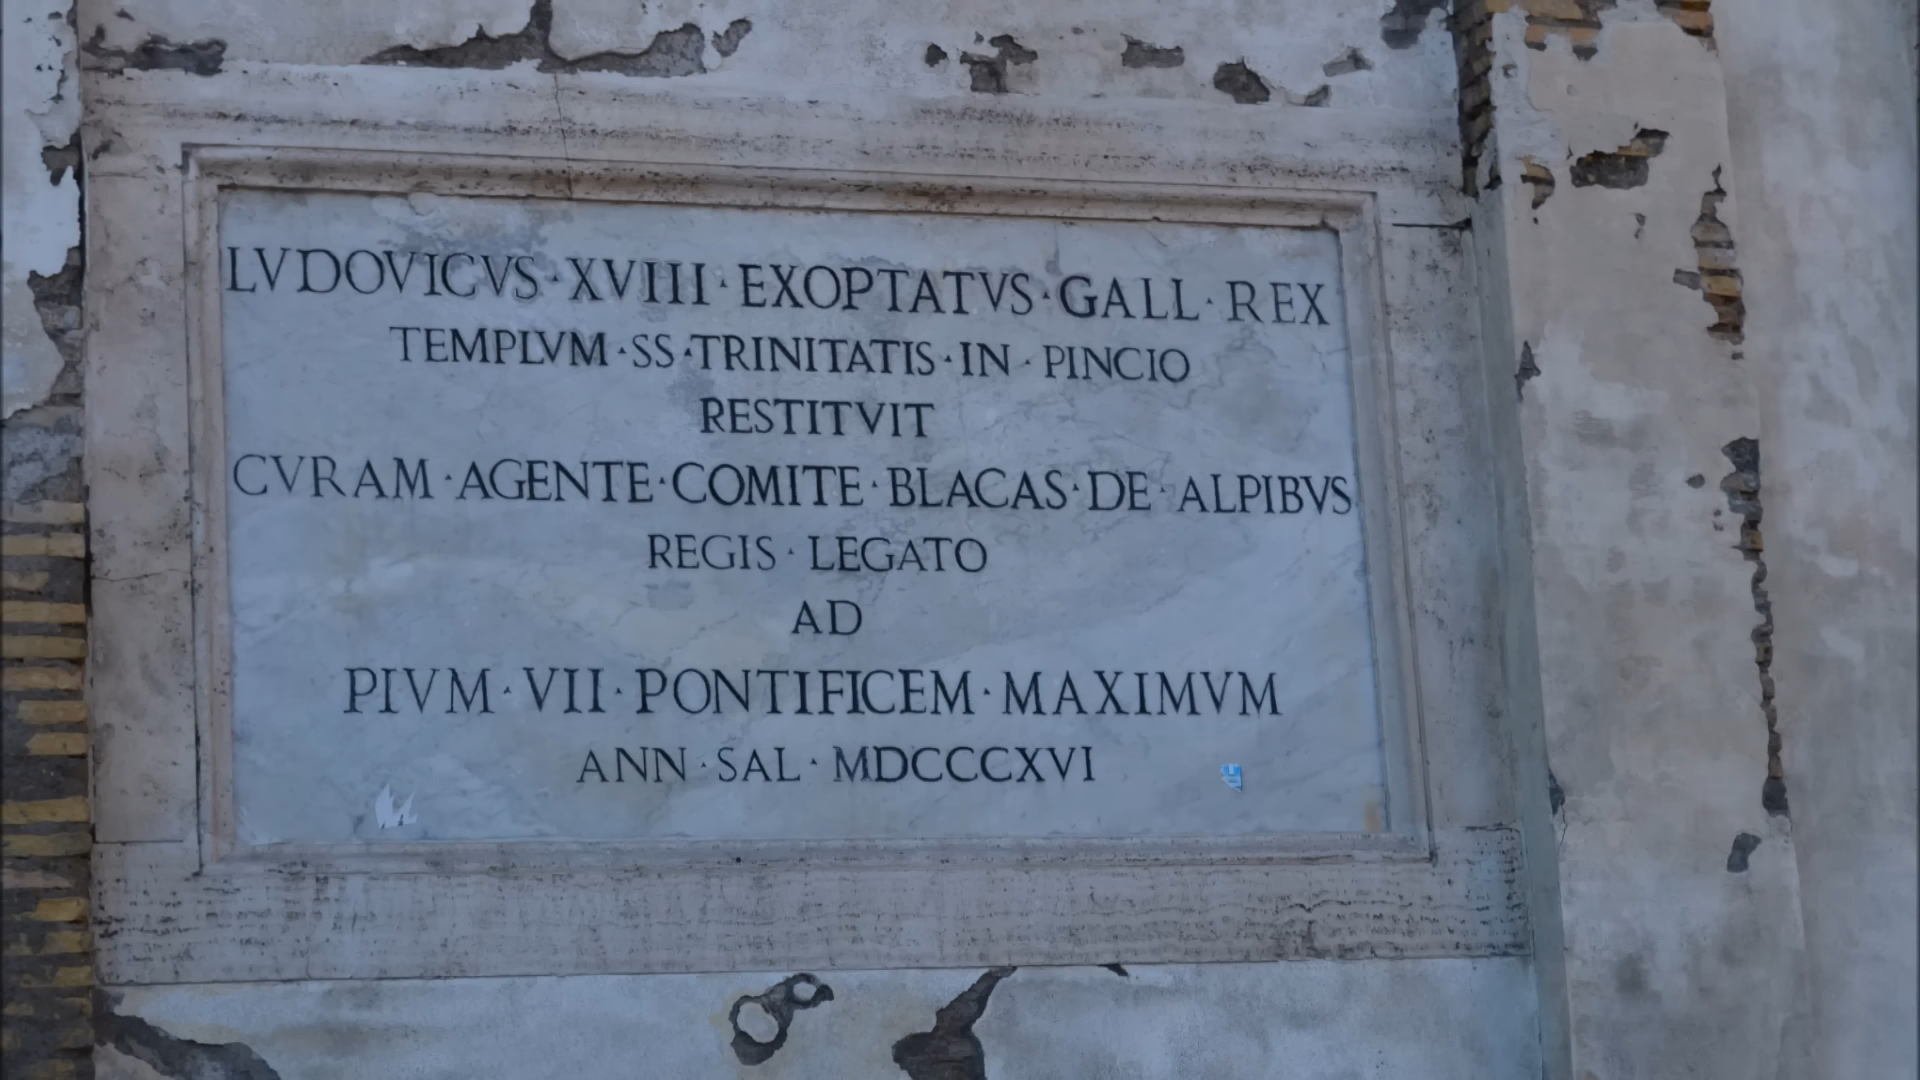 LVDOVICVS·XVIII·EXOPTATVS·GALL·REX
TEMPLVM·SS·TRINITATIS·IN·PINCIO
RESTITVIT
CVRAM·AGENTE·COMITE·BLACAS·DE·ALPIBVS
REGIS·LEGATO
AD
PIVM·VII·PONTIFICEM·MAXIMVM
ANN·SAL·MDCCCXVI